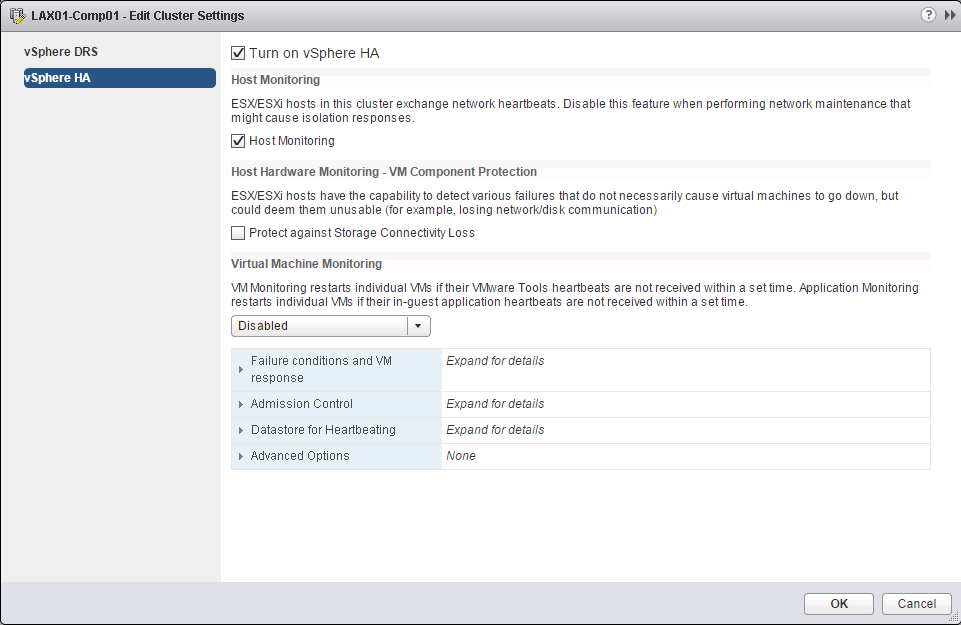 LAX01-Comp01 - Edit Cluster Settings
?
vSphere DRS
vSphere HA
Turn on vSphere HA
Host Monitoring
ESX/ESXi hosts in this cluster exchange network heartbeats. Disable this feature when performing network maintenance that
might cause isolation responses.
Host Monitoring
Host Hardware Monitoring - VM Component Protection
ESX/ESXi hosts have the capability to detect various failures that do not necessarily cause virtual machines to go down, but
could deem them unusable (for example, losing network/disk communication)
Protect against Storage Connectivity Loss
Virtual Machine Monitoring
VM Monitoring restarts individual VMs if their VMware Tools heartbeats are not received within a set time. Application Monitoring
restarts individual VMs if their in-guest application heartbeats are not received within a set time.
Disabled
Failure conditions and VM
response
Expand for details
Admission Control
Expand for details
Datastore for Heartbeating
Expand for details
Advanced Options
None
OK
Cancel